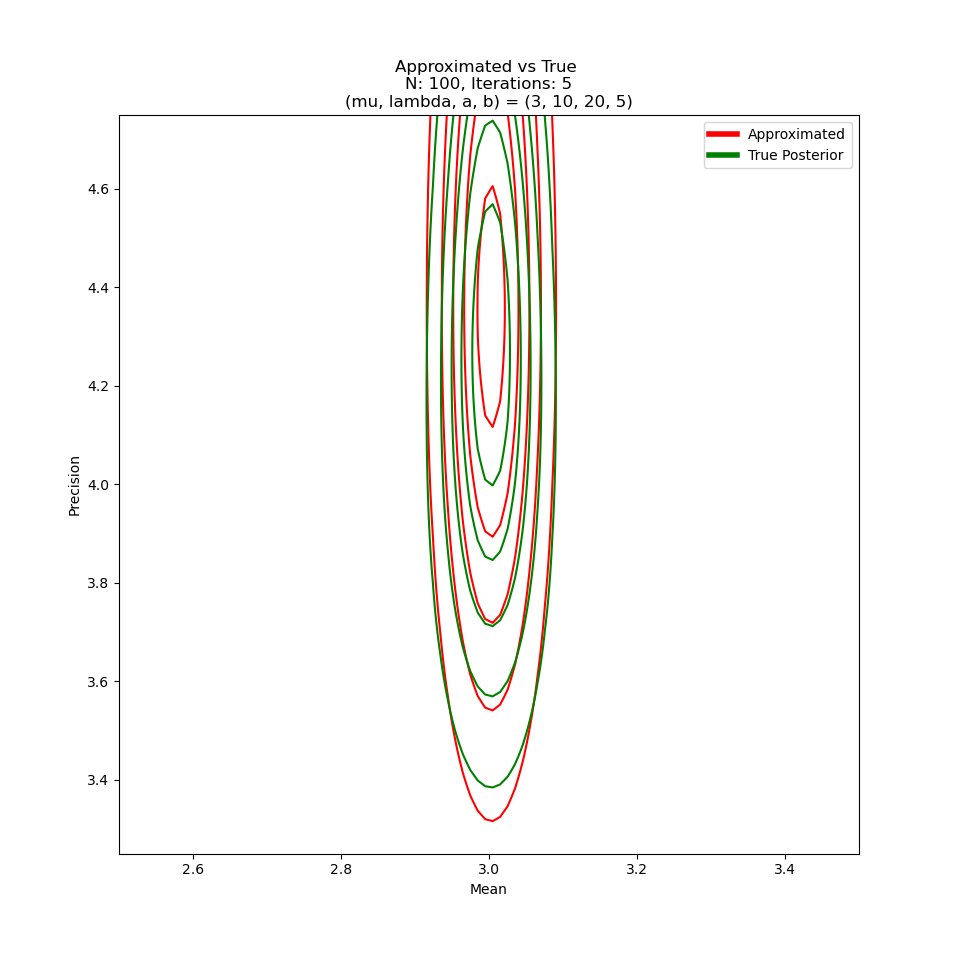 Approximated vs True
N: 100, Iterations: 5
(mu, lambda, a, b) = (3, 10, 20, 5)
Approximated
True Posterior
4.6
4.4
4.2
4.0
3.8
3.6
3.4
Precision
2.6 2.8 3.0 3.2 3.4
Mean